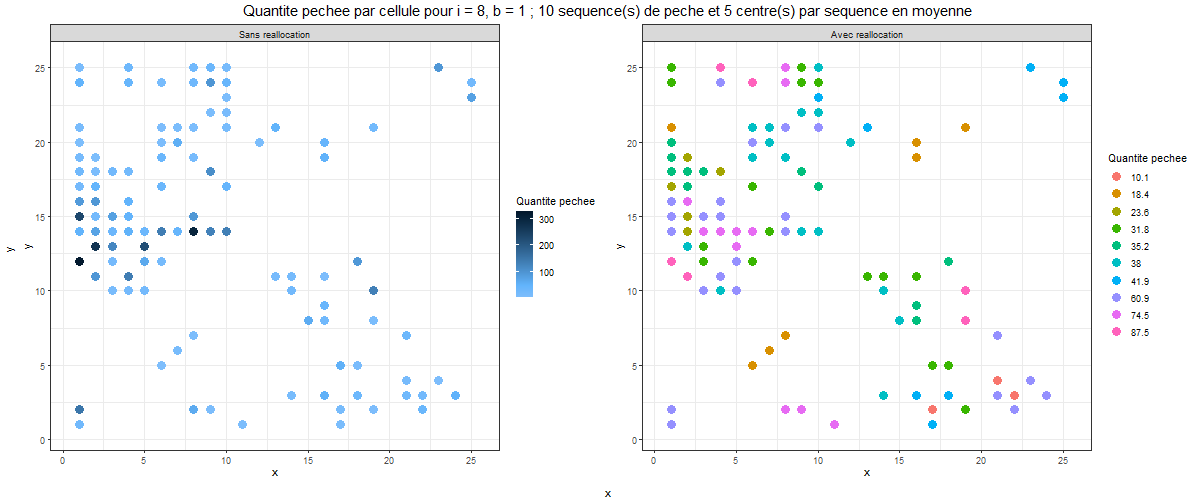 Quantite pechee par cellule pour i = 8, b = 1 ; 10 sequence(s) de peche et 5 centre(s) par sequence en moyenne
Sans reallocation
25
20
15
10
5
0
y
y
0 5 10 15 20 25
x
Quantite pechee
300
200
100
Avec reallocation
25
20
15
10
5
0
y
0 5 10 15 20 25
x
Quantite pechee
10.1
18.4
23.6
31.8
35.2
38
41.9
60.9
74.5
87.5
x